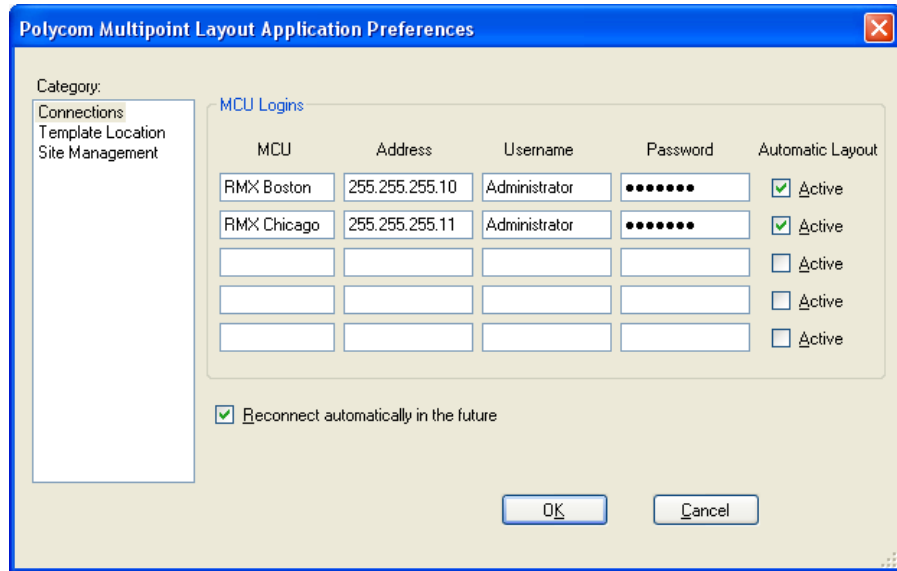 Polycom Multipoint Layout Application Preferences
Category:
Connections
Template Location
Site Management
MCU Logins
MCU Address Username Password Automatic Layout
RMX Boston 255.255.255.10 Administrator ●●●●●●● Active
RMX Chicago 255.255.255.11 Administrator ●●●●●●● Active
Active
Active
Active
Reconnect automatically in the future
OK Cancel